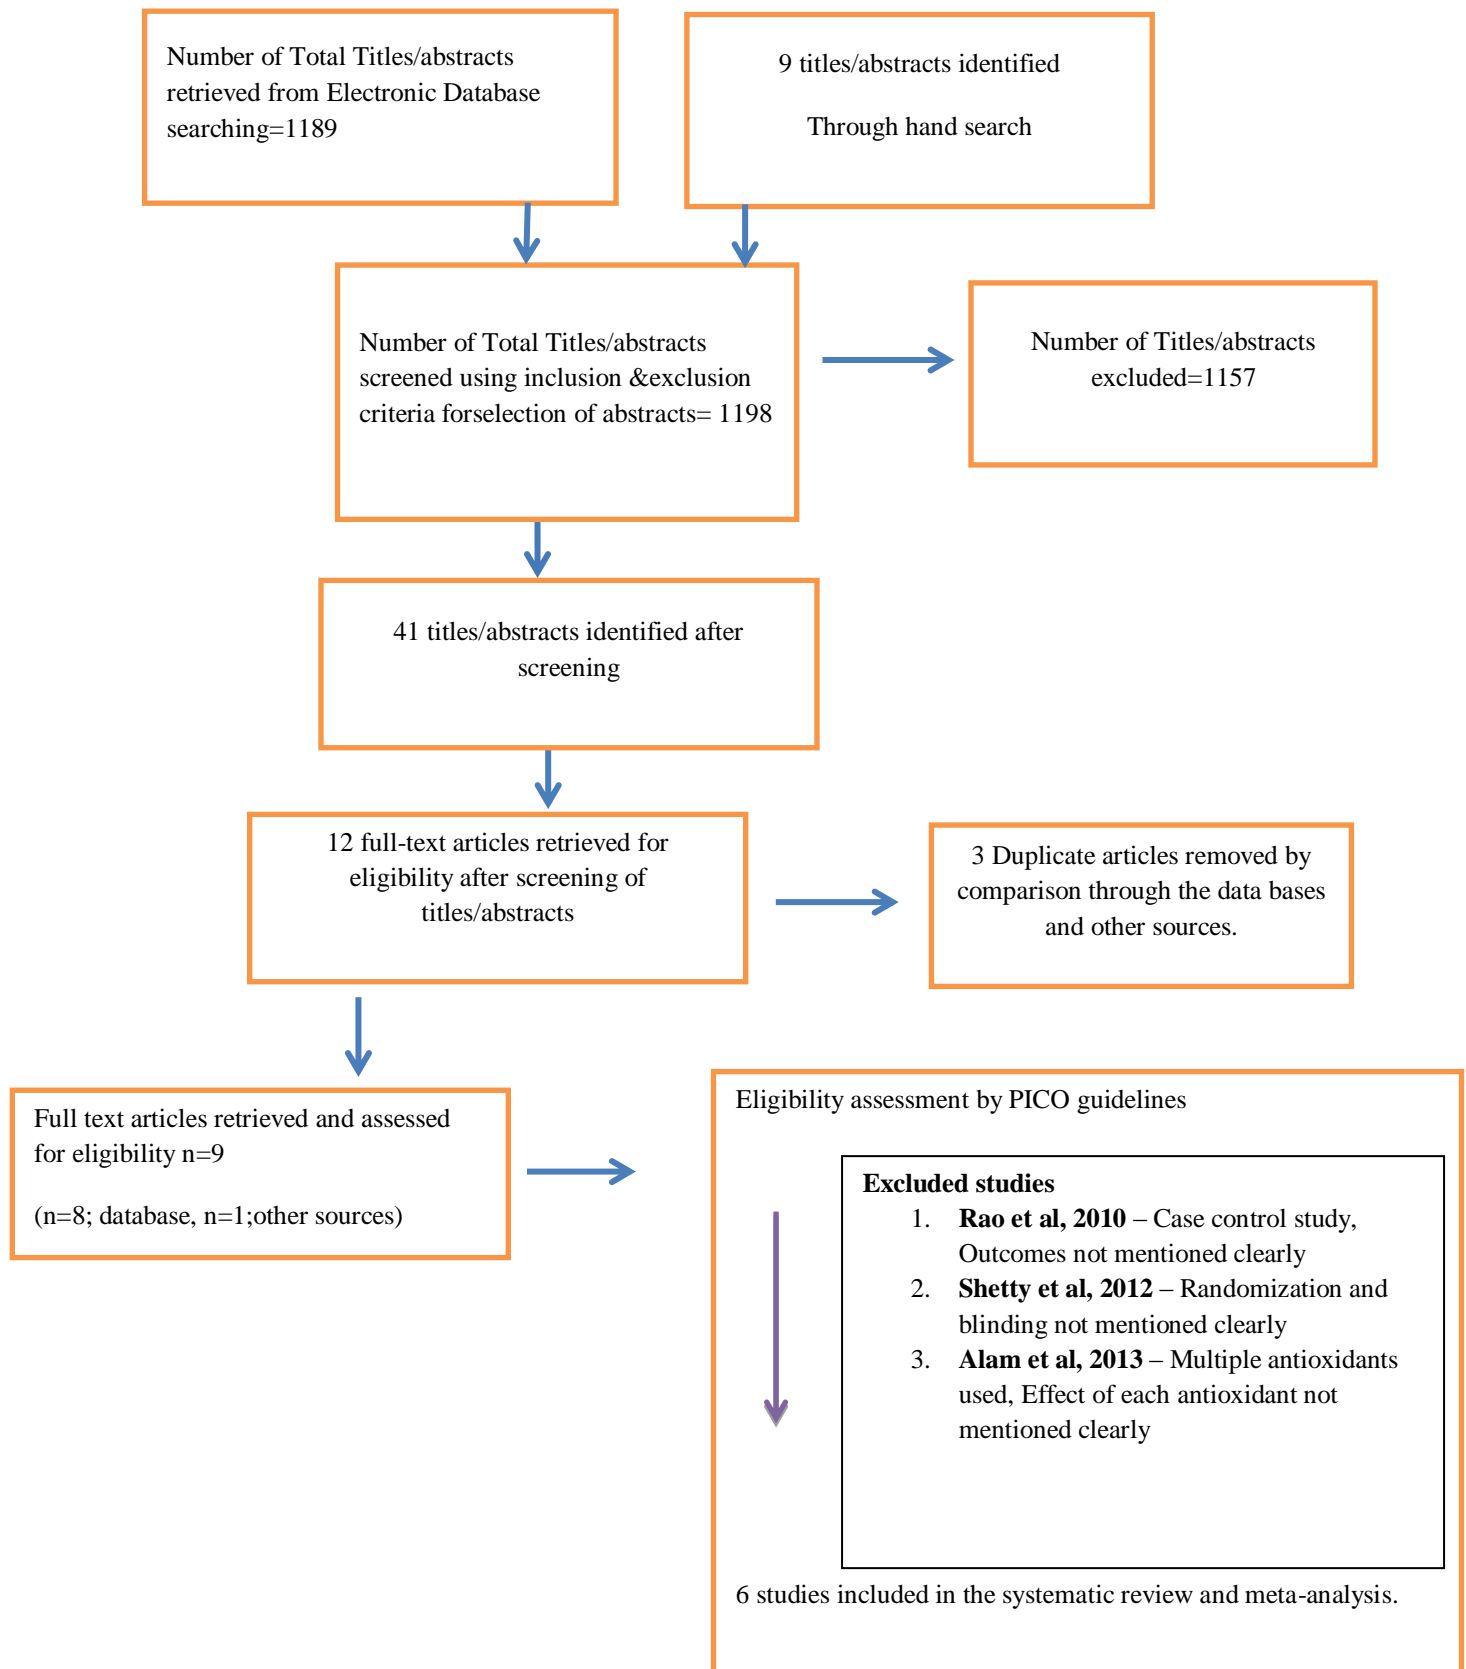 Number of Total Titles/abstracts
retrieved from Electronic Database
searching=1189
9 titles/abstracts identified
Through hand search
Number of Total Titles/abstracts
screened using inclusion &exclusion
criteria forselection of abstracts= 1198
Number of Titles/abstracts
excluded=1157
41 titles/abstracts identified after
screening
12 full-text articles retrieved for
eligibility after screening of
titles/abstracts
3 Duplicate articles removed by
comparison through the data bases
and other sources.
Full text articles retrieved and assessed
for eligibility n=9
(n=8; database, n=1;other sources)
Eligibility assessment by PICO guidelines
Excluded studies
1. Rao et al, 2010 – Case control study,
Outcomes not mentioned clearly
2. Shetty et al, 2012 – Randomization and
blinding not mentioned clearly
3. Alam et al, 2013 – Multiple antioxidants
used, Effect of each antioxidant not
mentioned clearly
6 studies included in the systematic review and meta-analysis.